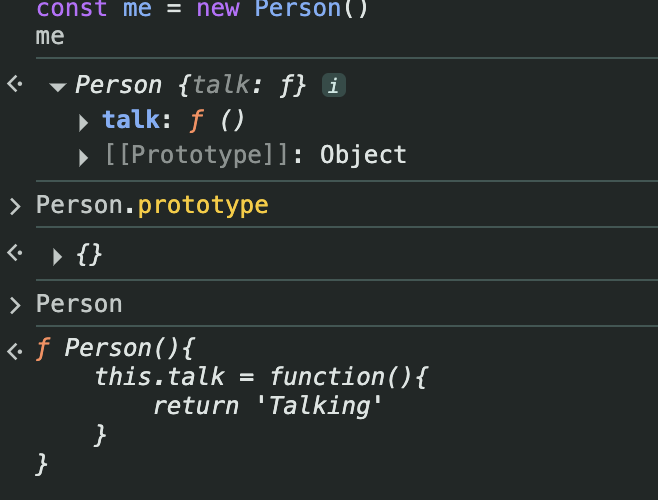 const me = new Person()
me
Person {talk: ƒ} i
talk: ƒ ()
[[Prototype]]: Object
Person.prototype
{}
Person
ƒ Person(){
    this.talk = function(){
        return 'Talking'
    }
}